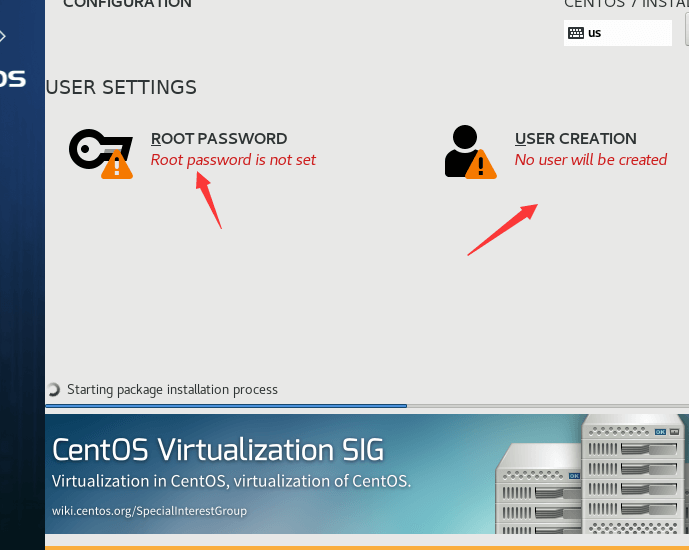 CONFIGURATION
CENTOS 7 INSTAL
us
OS
USER SETTINGS
ROOT PASSWORD
Root password is not set
USER CREATION
No user will be created
Starting package installation process
CentOS Virtualization SIG
Virtualization in CentOS, virtualization of CentOS.
wiki.centos.org/SpecialInterestGroup